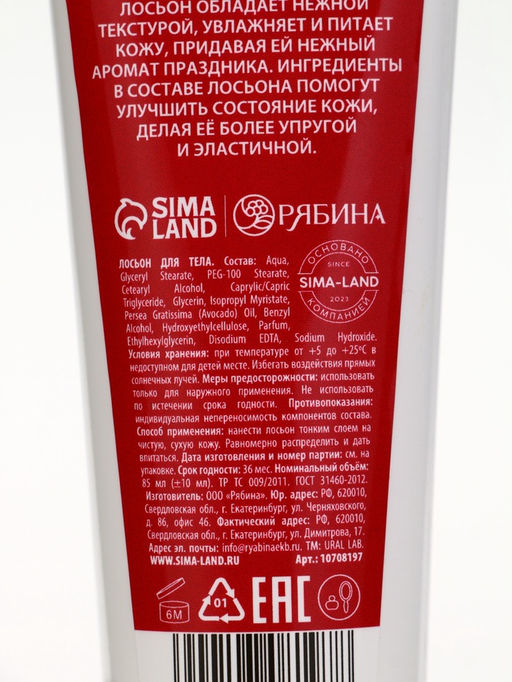 ЛОСЬОН ОБЛАДАЕТ НЕЖНОЙ
ТЕКСТУРОЙ, УВЛАЖНЯЕТ И ПИТАЕТ
КОЖУ, ПРИДАВАЯ ЕЙ НЕЖНЫЙ
АРОМАТ ПРАЗДНИКА. ИНГРЕДИЕНТЫ
В СОСТАВЕ ЛОСЬОНА ПОМОГУТ
УЛУЧШИТЬ СОСТОЯНИЕ КОЖИ,
ДЕЛАЯ ЕЁ БОЛЕЕ УПРУГОЙ
И ЭЛАСТИЧНОЙ.
SIMA LAND
РЯБИНА
ОСНОВАНО
SINCE
SIMA-LAND
2021
КОМПАНИЕЙ
ЛОСЬОН ДЛЯ ТЕЛА. Состав: Aqua,
Glyceryl Stearate, PEG-100 Stearate,
Cetearyl Alcohol, Caprylic/Capric
Triglyceride, Glycerin, Isopropyl Myristate,
Persea Gratissima (Avocado) Oil, Benzyl
Alcohol, Hydroxyethylcellulose, Parfum,
Ethylhexylglycerin, Disodium EDTA, Sodium Hydroxide.
Условия хранения: при температуре от +5 до +25°C в
недоступном для детей месте. Избегать воздействия прямых
солнечных лучей. Меры предосторожности: использовать
только для наружного применения. Не использовать
по истечении срока годности. Противопоказания:
индивидуальная непереносимость компонентов состава.
Способ применения: нанести лосьон тонким слоем на
чистую, сухую кожу. Равномерно распределить и дать
впитаться. Дата изготовления и номер партии: см. на
упаковке. Срок годности: 36 мес. Номинальный объём:
85 мл (±10 мл). ТР ТС 009/2011. ГОСТ 31460-2012.
Изготовитель: ООО «Рябина». Юр. адрес: РФ, 620010,
Свердловская обл., г. Екатеринбург, ул. Черняховского,
д. 86, офис 46. Фактический адрес: РФ, 620010,
Свердловская обл., г. Екатеринбург, ул. Димитрова, 17.
Адрес эл. почты: info@ryabinaekb.ru. TM: URAL LAB.
WWW.SIMA-LAND.RU Арт.: 10708197
6M
01
EAC